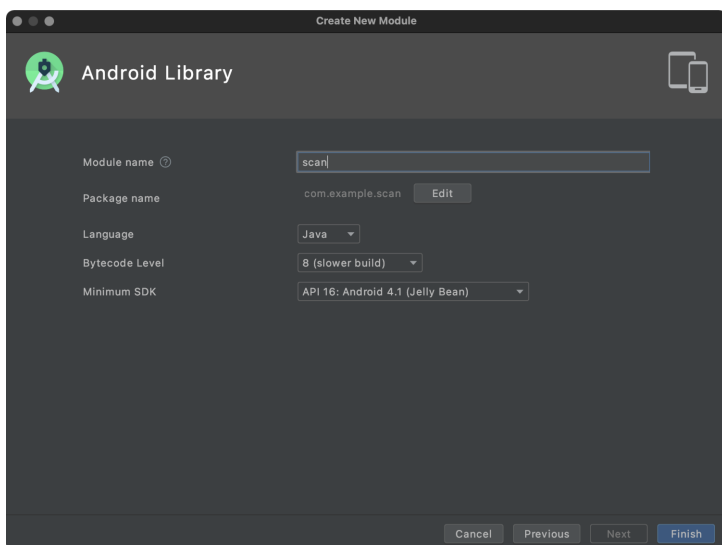 Create New Module
Android Library
Module name ?
scan
Package name
com.example.scan
Edit
Language
Java
Bytecode Level
8 (slower build)
Minimum SDK
API 16: Android 4.1 (Jelly Bean)
Cancel
Previous
Next
Finish